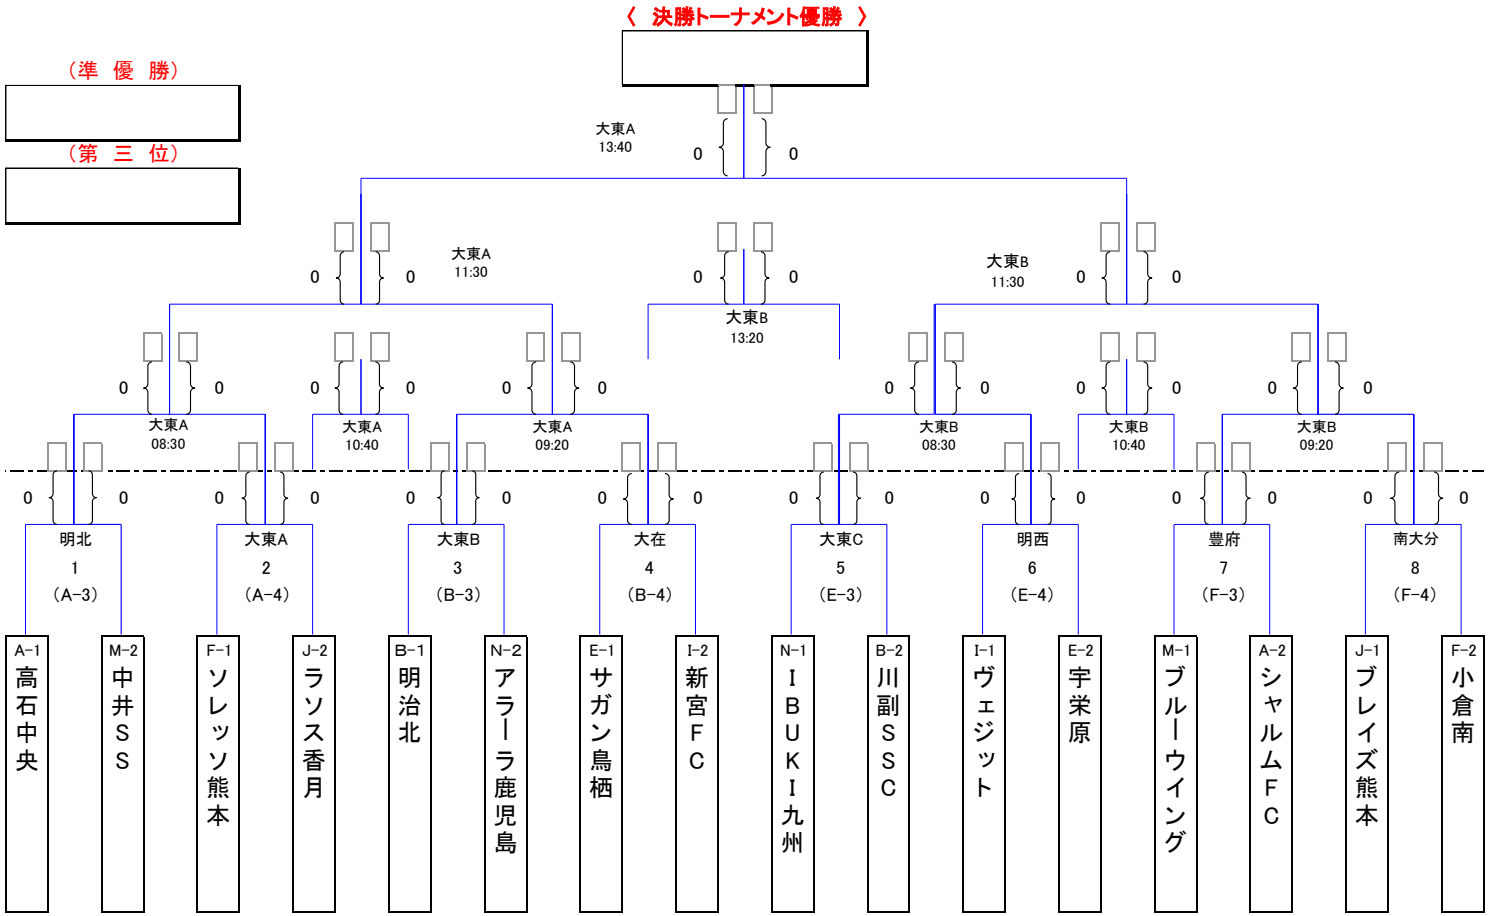 〈 決勝トーナメント優勝 〉
(準 優 勝)
(第 三 位)
大東A
13:40
0 0
大東A
11:30
0 0
0 0
大東B
13:20
大東B
11:30
0 0
0 0
大東A
08:30
0 0
大東A
10:40
0 0
大東A
09:20
0 0
大東B
08:30
0 0
大東B
10:40
0 0
大東B
09:20
0 0 0 0 0 0 0 0 0 0 0 0 0 0 0 0
明北
1
(A-3)
大東A
2
(A-4)
大東B
3
(B-3)
大在
4
(B-4)
大東C
5
(E-3)
明西
6
(E-4)
豊府
7
(F-3)
南大分
8
(F-4)
A-1
高石中央
M-2
中井SS
F-1
ソレッソ熊本
J-2
ラソス香月
B-1
明治北
N-2
アラーラ鹿児島
E-1
サガン鳥栖
I-2
新宮FC
N-1
IBUKI九州
B-2
川副SSC
I-1
ヴェジット
E-2
宇栄原
M-1
ブルーウイング
A-2
シャルムFC
J-1
ブレイズ熊本
F-2
小倉南